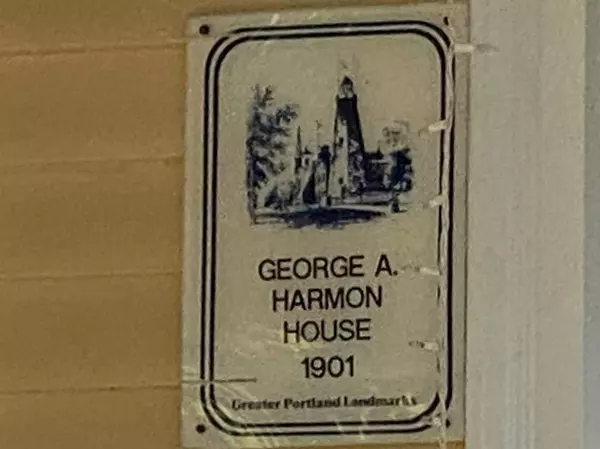 GEORGE A.
HARMON
HOUSE
1901
Greater Portland Landmarks